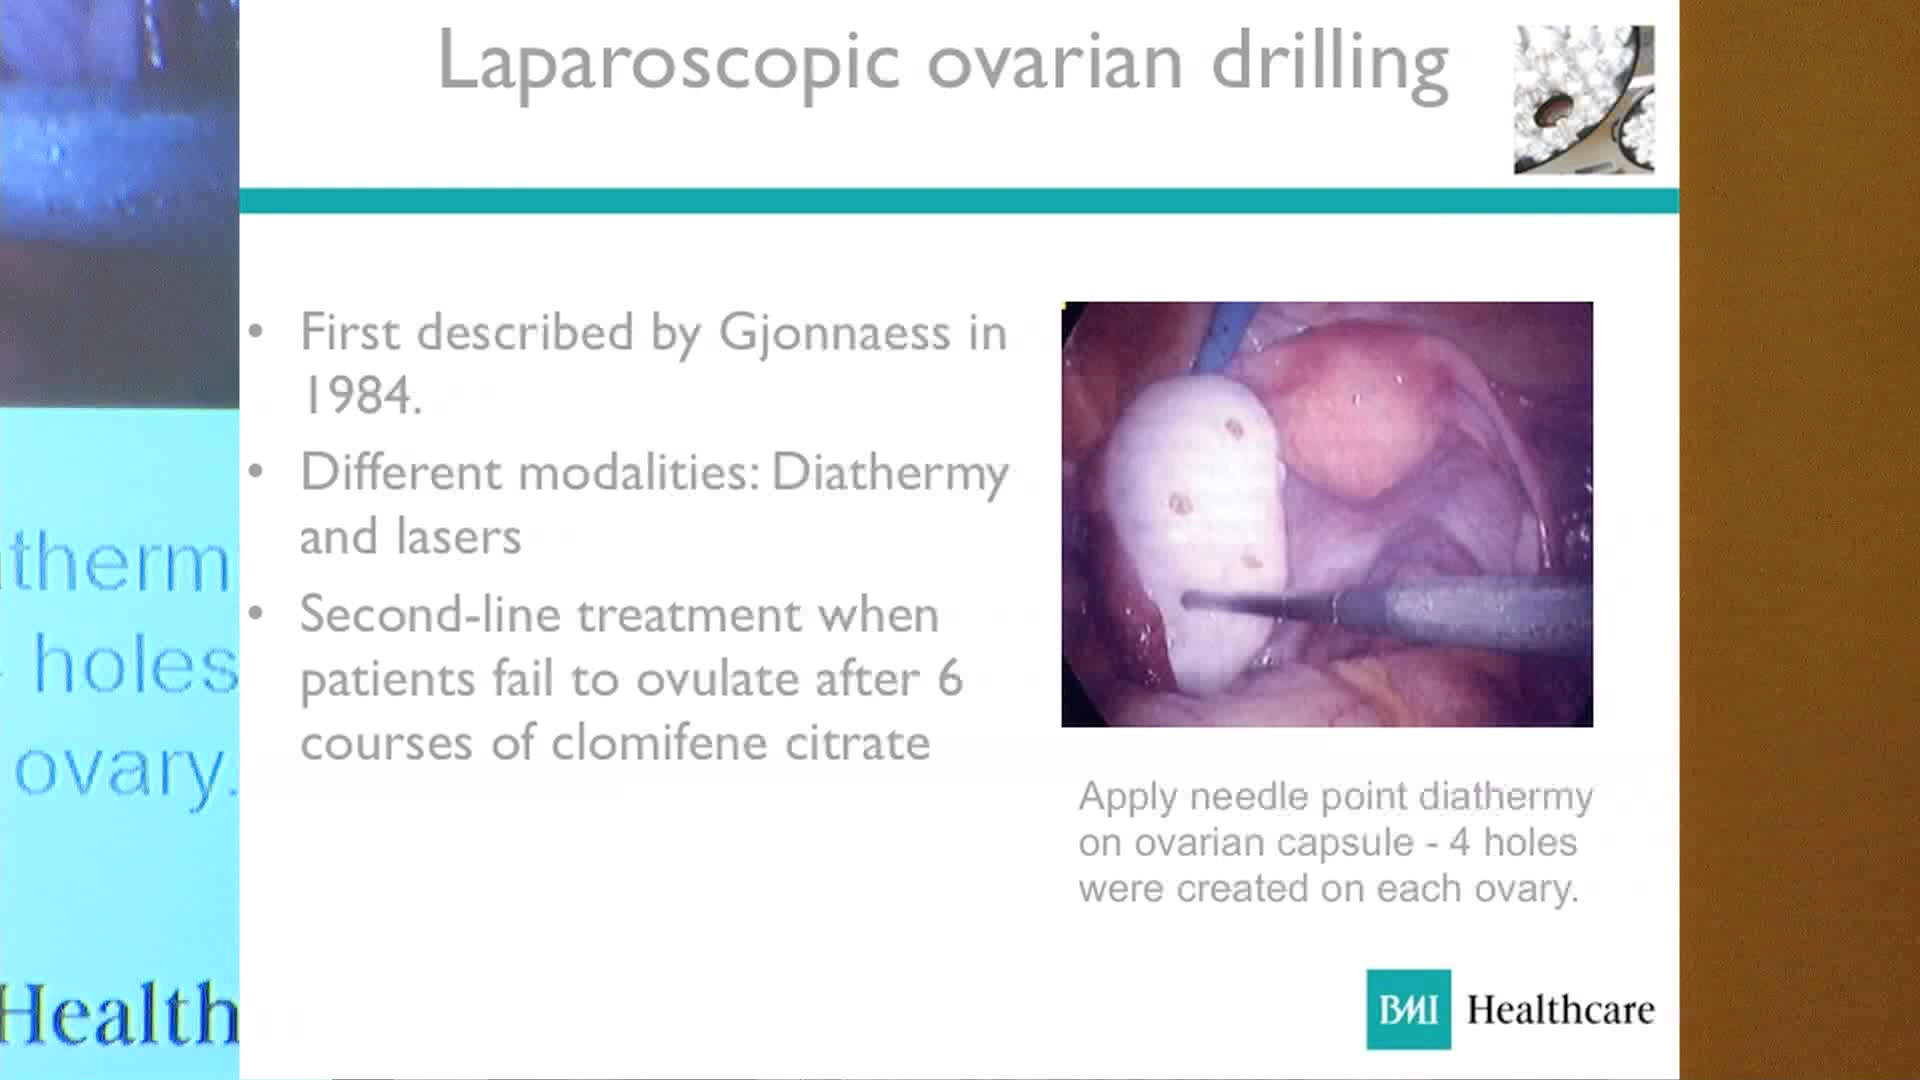 Laparoscopic ovarian drilling
• First described by Gjonnaess in
1984.
• Different modalities: Diathermy
and lasers
• Second-line treatment when
patients fail to ovulate after 6
courses of clomifene citrate
Apply needle point diathermy
on ovarian capsule - 4 holes
were created on each ovary.
BMI Healthcare
therm
holes
ovary.
Health